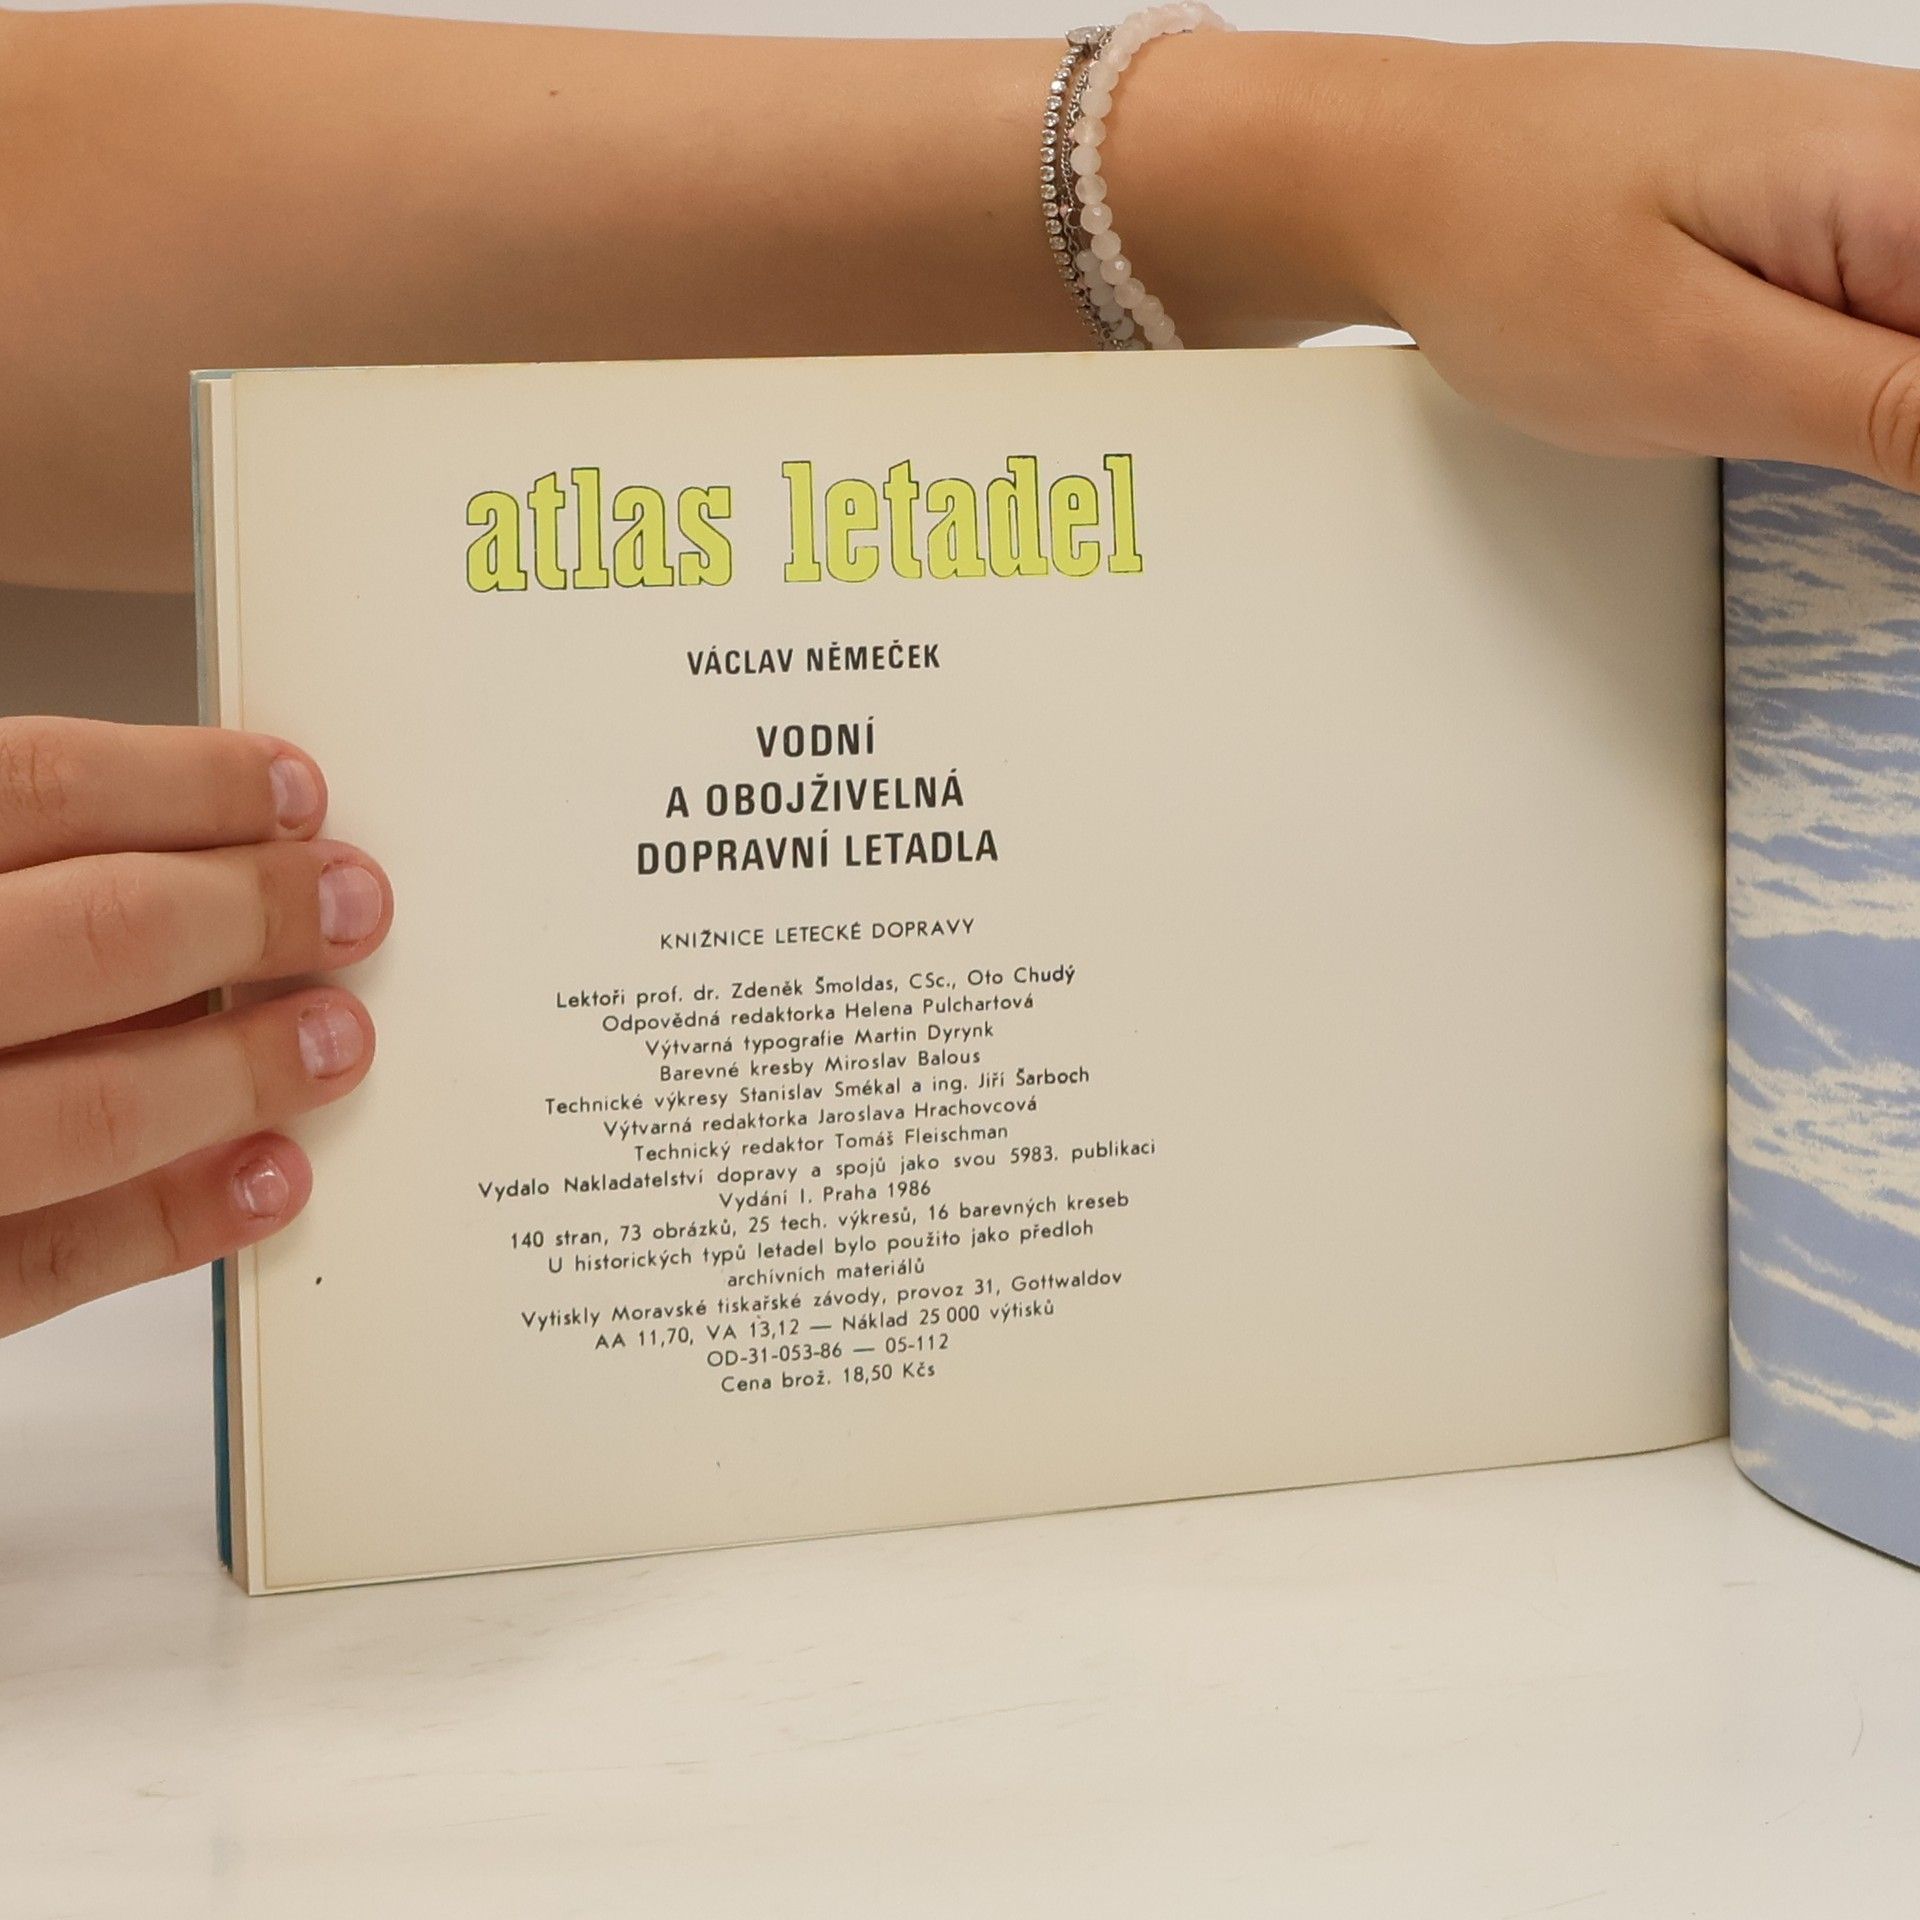 atlas letadel
VÁCLAV NĚMEČEK
VODNÍ
A OBOJŽIVELNÁ
DOPRAVNÍ LETADLA
KNIŽNICE LETECKÉ DOPRAVY
Lektoři prof. dr. Zdeněk Šmoldas, CSc., Oto Chudý
Odpovědná redaktorka Helena Pulchartová
Výtvarná typografie Martin Dyrynk
Barevné kresby Miroslav Balous
Technické výkresy Stanislav Smékal a ing. Jiří Šarboch
Výtvarná redaktorka Jaroslava Hrachovcová
Technický redaktor Tomáš Fleischman
Vydalo Nakladatelství dopravy a spojů jako svou 5983. publikaci
Vydání I. Praha 1986
140 stran, 73 obrázků, 25 tech. výkresů, 16 barevných kreseb
U historických typů letadel bylo použito jako předloh
archívních materiálů
Vytiskly Moravské tiskařské závody, provoz 31, Gottwaldov
AA 11,70, VA 13,12 — Náklad 25 000 výtisků
OD-31-053-86 — 05-112
Cena brož. 18,50 Kčs